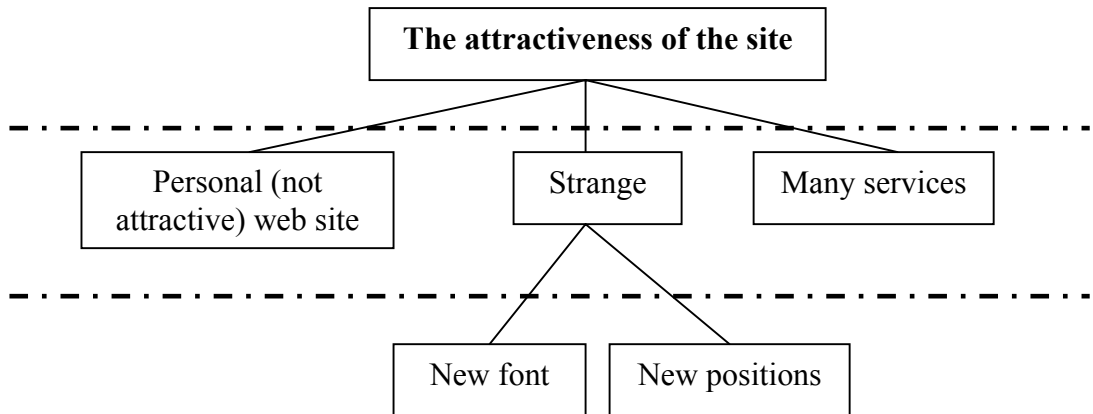 The attractiveness of the site
Personal (not
attractive) web site
Strange
Many services
New font
New positions